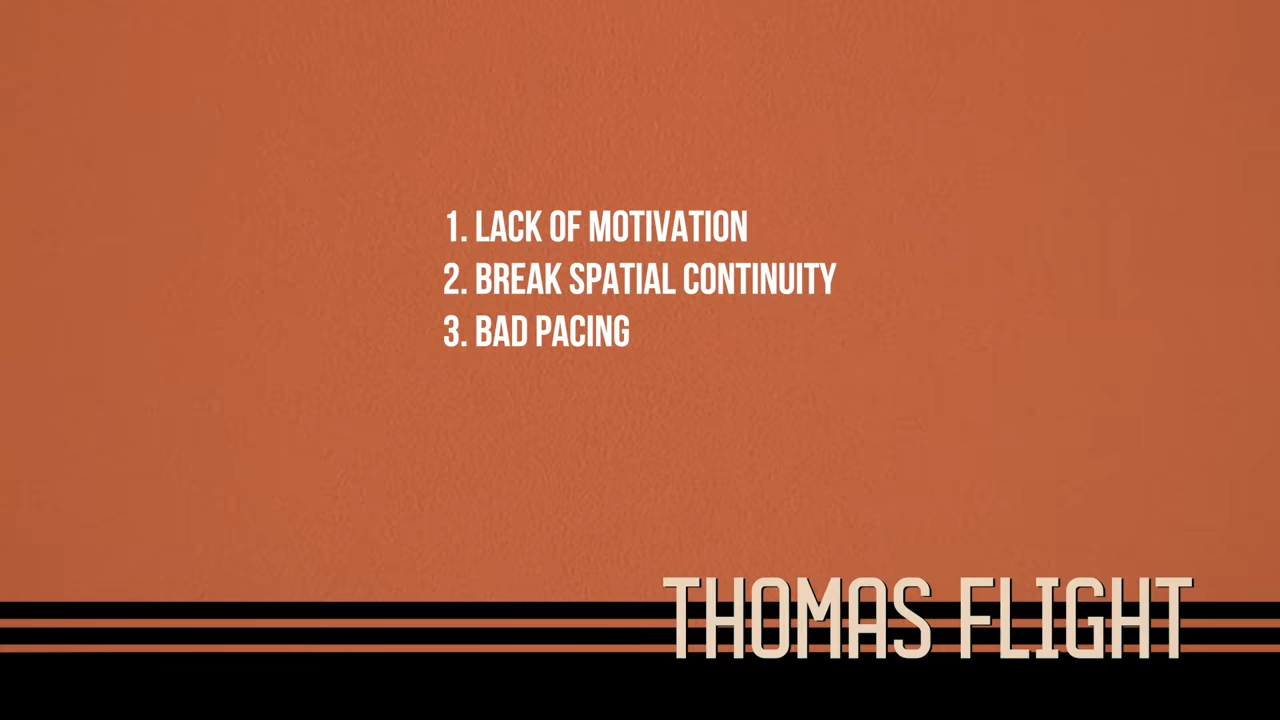 1. LACK OF MOTIVATION
2. BREAK SPATIAL CONTINUITY
3. BAD PACING
THOMAS FLIGHT